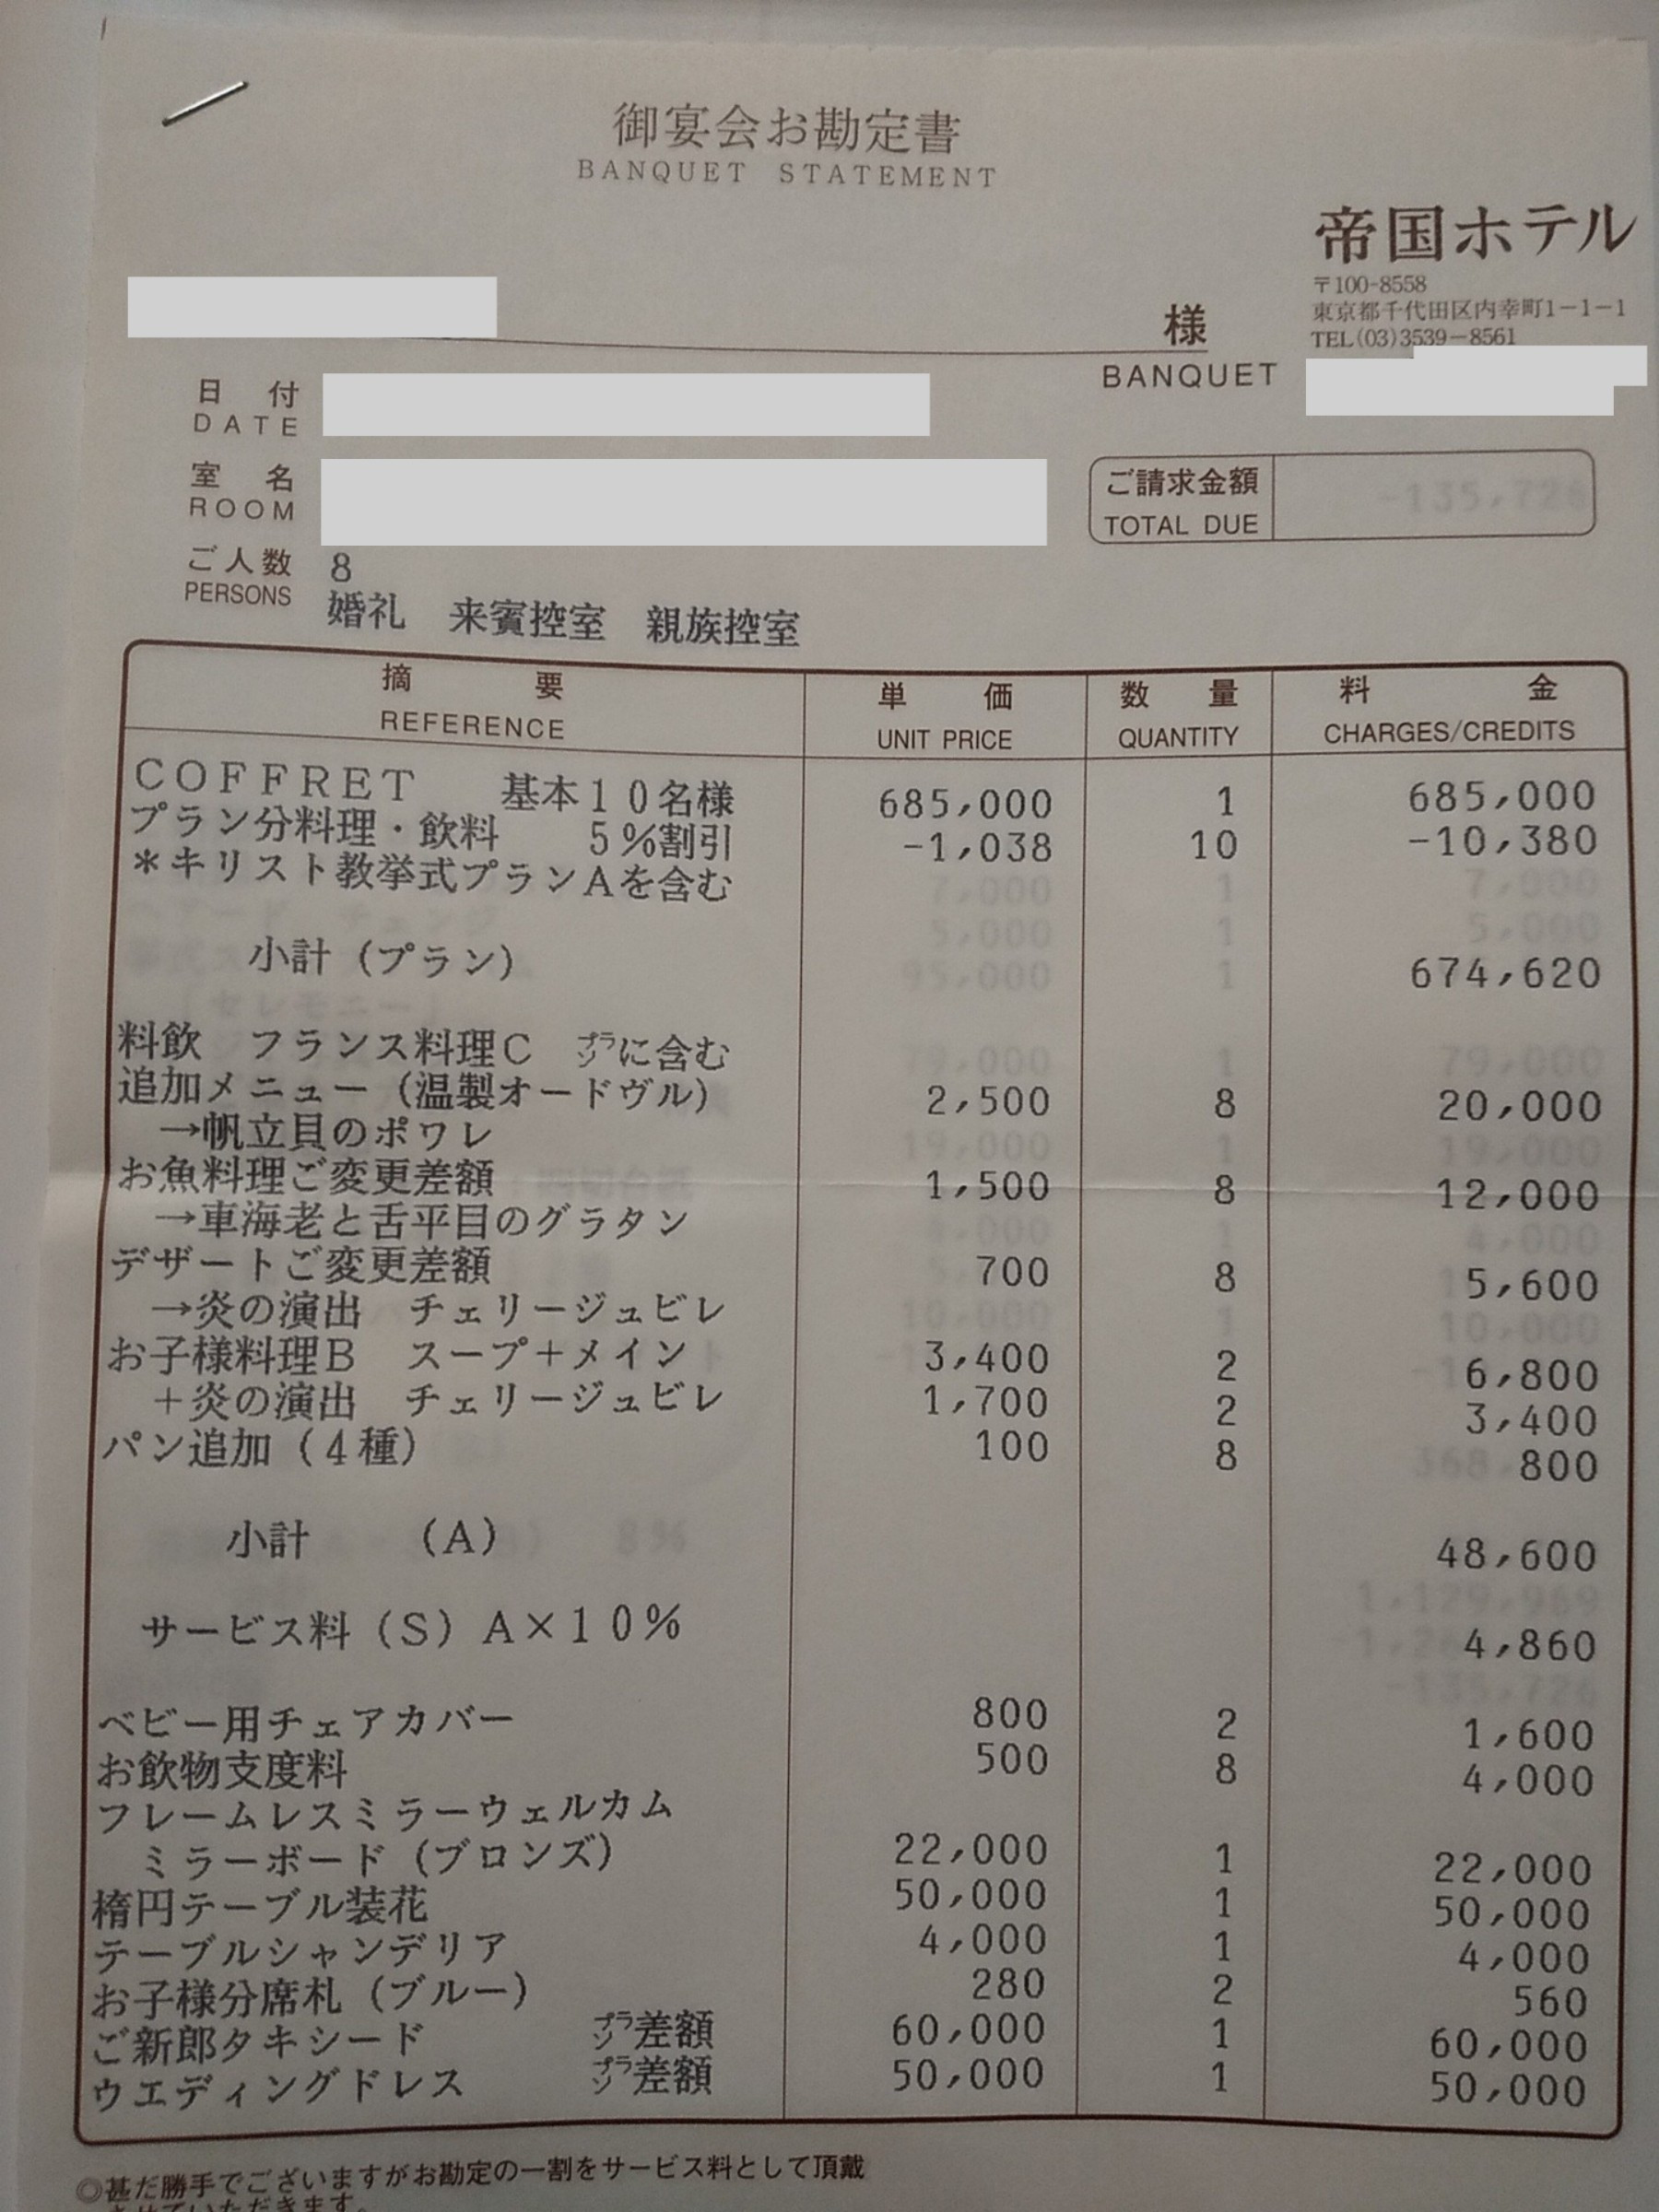 御宴会お勘定書
BANQUET STATEMENT
帝国ホテル
〒100-8558
東京都千代田区内幸町1-1-1
TEL(03)3539-8561
様
BANQUET
日付
DATE
室名
ROOM
ご請求金額
TOTAL DUE
-135,726
ご人数 8
PERSONS
婚礼 来賓控室 親族控室
摘要 単価 数量 料金
REFERENCE UNIT PRICE QUANTITY CHARGES/CREDITS
COFFRET 基本10名様 685,000 1 685,000
プラン分料理・飲料 5%割引 -1,038 10 -10,380
*キリスト教挙式プランAを含む
小計(プラン) 674,620
料飲 フランス料理C プランに含む
追加メニュー(温製オードヴル) 2,500 8 20,000
→帆立貝のポワレ
お魚料理ご変更差額 1,500 8 12,000
→車海老と舌平目のグラタン
デザートご変更差額 700 8 5,600
→炎の演出 チェリージュビレ
お子様料理B スープ+メイン 3,400 2 6,800
+炎の演出 チェリージュビレ 1,700 2 3,400
パン追加(4種) 100 8 800
小計 (A) 48,600
サービス料(S)A×10% 4,860
ベビー用チェアカバー 800 2 1,600
お飲物支度料 500 8 4,000
フレームレスミラーウェルカム
ミラーボード(ブロンズ) 22,000 1 22,000
楕円テーブル装花 50,000 1 50,000
テーブルシャンデリア 4,000 1 4,000
お子様分席札(ブルー) 280 2 560
ご新郎タキシード プラン差額 60,000 1 60,000
ウエディングドレス プラン差額 50,000 1 50,000
◎甚だ勝手でございますがお勘定の一割をサービス料として頂戴
させていただきます。